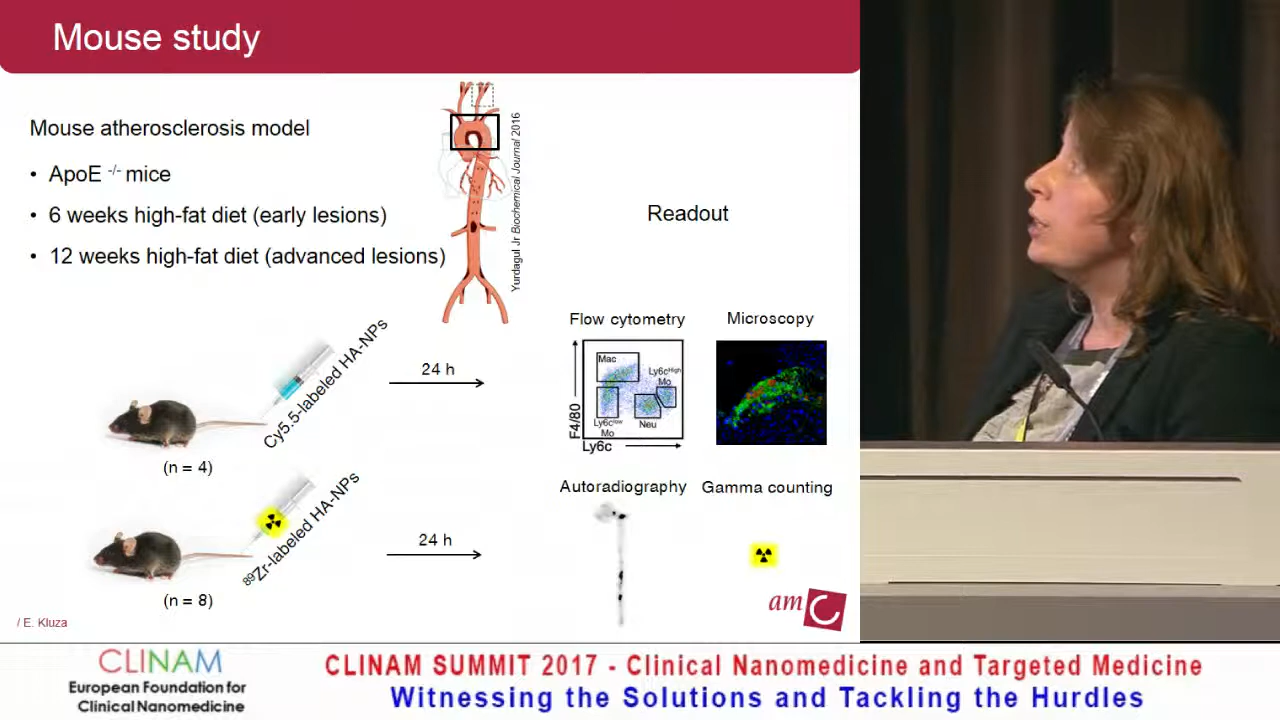 Mouse study
Mouse atherosclerosis model
• ApoE -/- mice
• 6 weeks high-fat diet (early lesions)
• 12 weeks high-fat diet (advanced lesions)
Yurdagul Jr Biochemical Journal 2016
Readout
Cy5.5-labeled HA-NPs
24 h
(n = 4)
Flow cytometry
Microscopy
Mac
Ly6c high
Mo
Ly6c low
Mo
Neu
F4/80
Ly6c
89Zr-labeled HA-NPs
24 h
(n = 8)
Autoradiography
Gamma counting
/ E. Kluza
amC
CLINAM
European Foundation for
Clinical Nanomedicine
CLINAM SUMMIT 2017 - Clinical Nanomedicine and Targeted Medicine
Witnessing the Solutions and Tackling the Hurdles